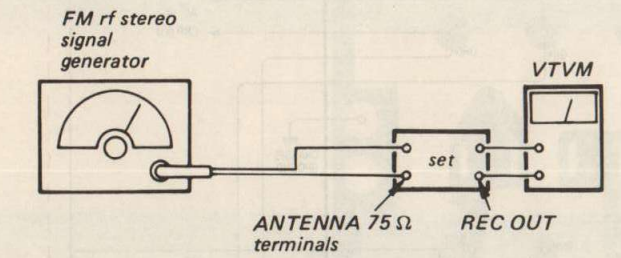 FM rf stereo
signal
generator
VTVM
set
ANTENNA 75 Ω
terminals
REC OUT